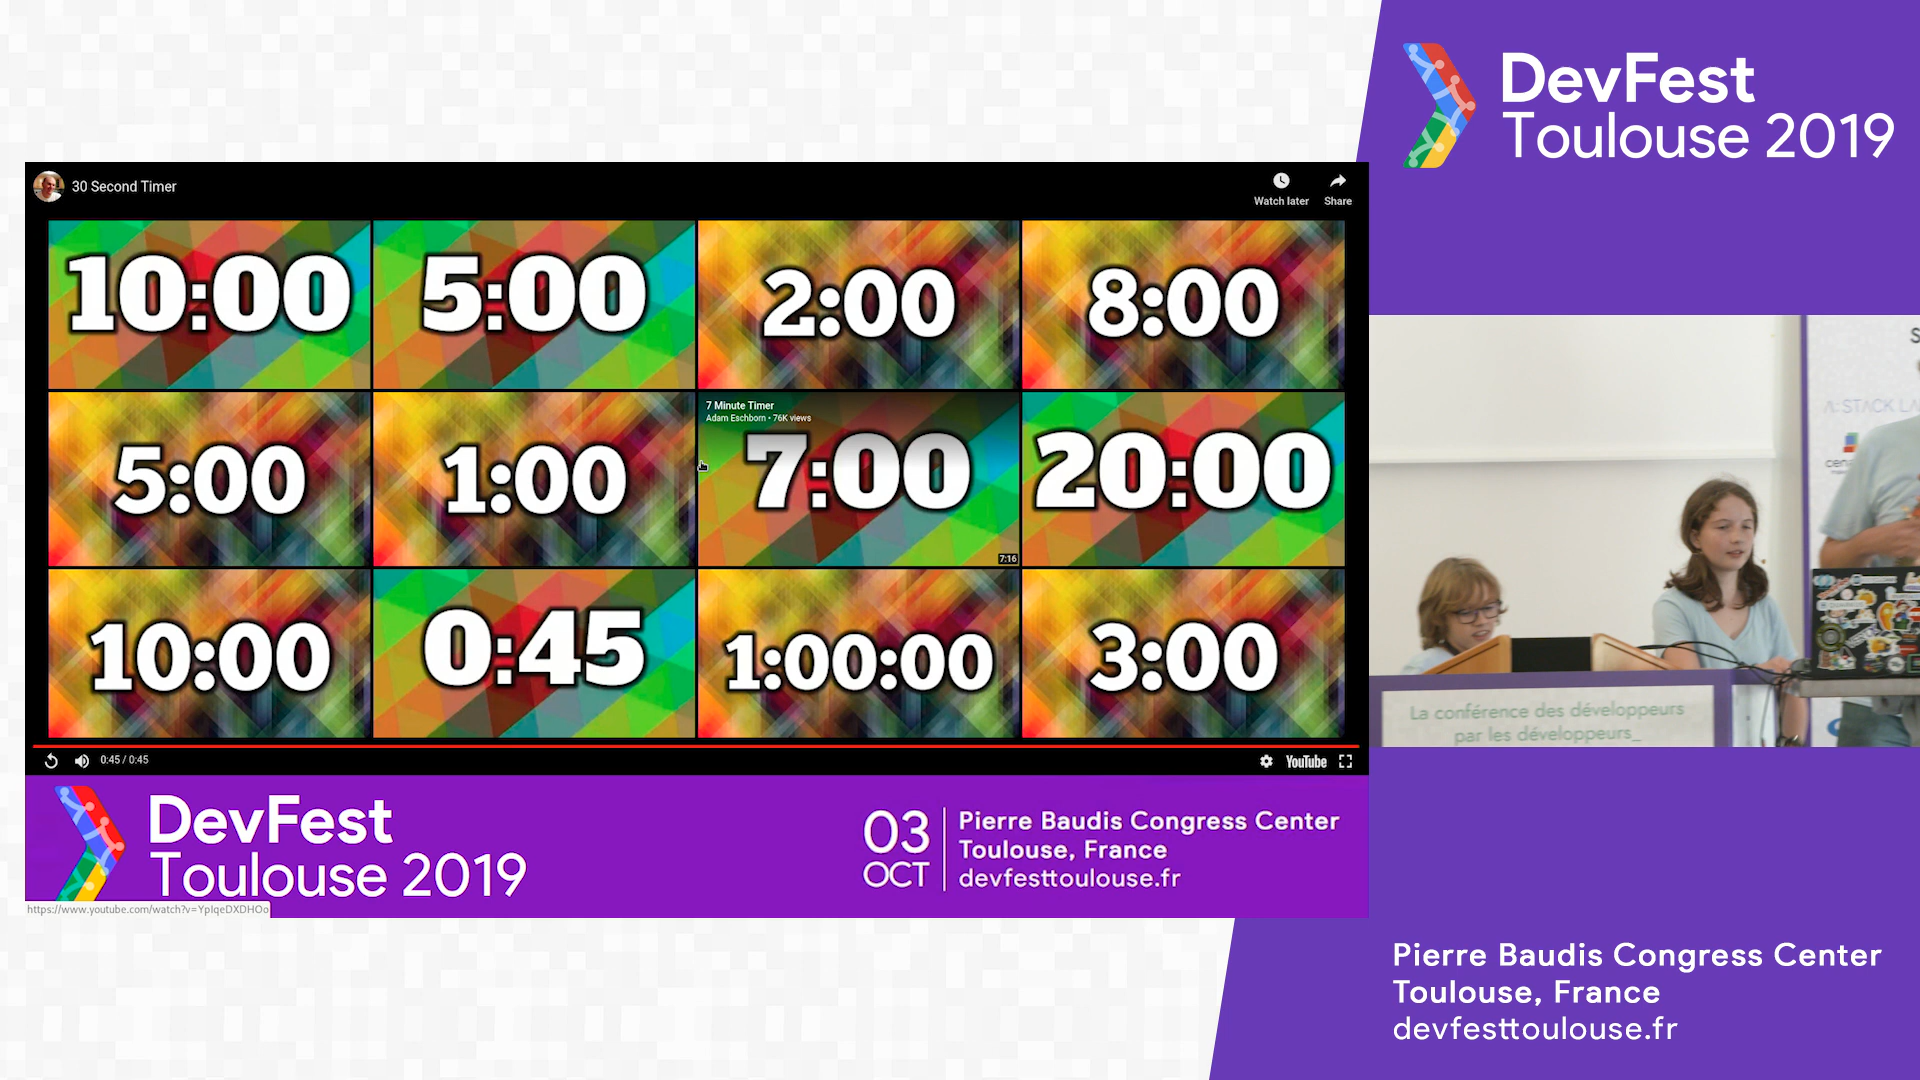 DevFest
Toulouse 2019
30 Second Timer
Watch later
Share
10:00
5:00
2:00
8:00
5:00
1:00
7 Minute Timer
Adam Eschborn • 76K views
7:00
7:16
20:00
10:00
0:45
1:00:00
3:00
0:45 / 0:45
YouTube
DevFest
Toulouse 2019
03
OCT
Pierre Baudis Congress Center
Toulouse, France
devfesttoulouse.fr
https://www.youtube.com/watch?v=YplqeDXDHOo
STACK
La conférence des développeurs
par les développeurs_
Pierre Baudis Congress Center
Toulouse, France
devfesttoulouse.fr